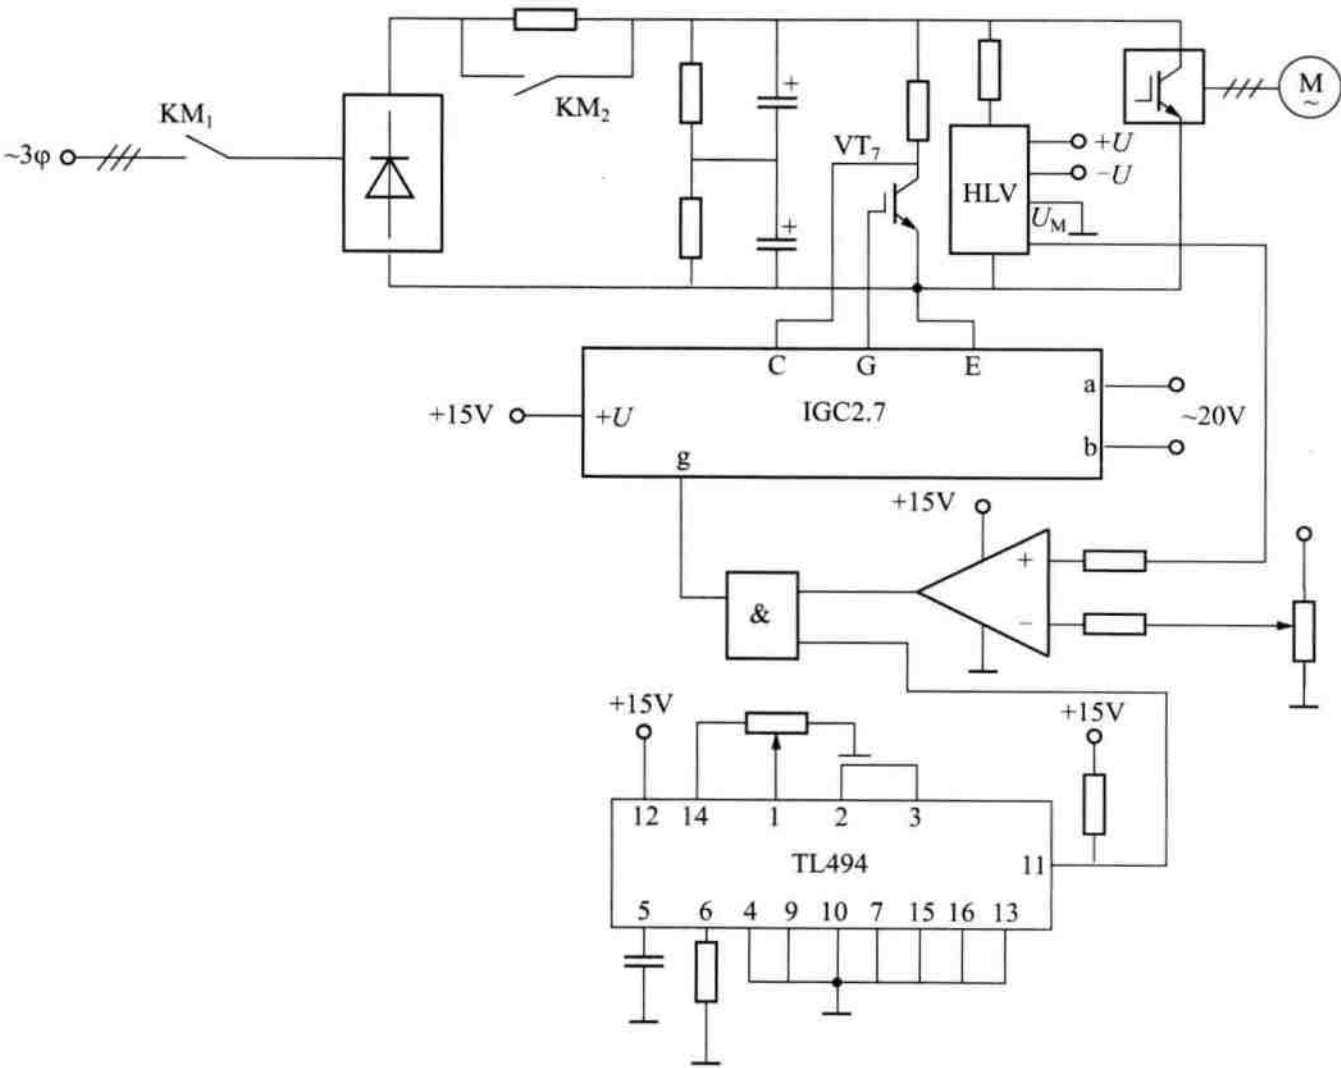 ~3φ
KM₁
KM₂
+
+
VT₇
HLV
+U
−U
U_M
M
~
C
G
E
+15V
+U
IGC2.7
a
b
~20V
g
+15V
+
−
&
+15V
+15V
12
14
1
2
3
TL494
11
5
6
4
9
10
7
15
16
13